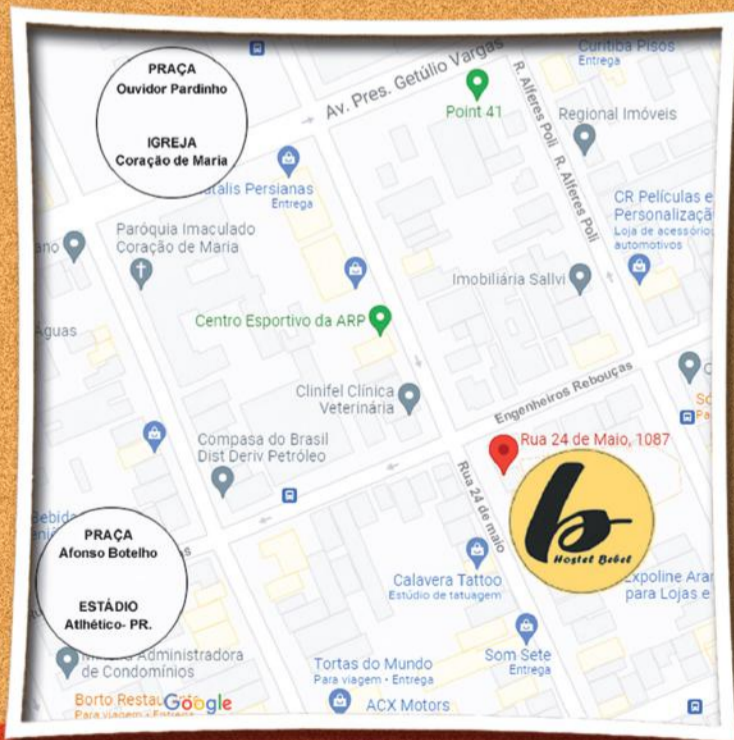 PRAÇA
Ouvidor Pardinho
IGREJA
Coração de Maria
Av. Pres. Getúlio Vargas
Point 41
R. Alferes Poli
R. Alferes Poli
Curitiba Pisos
Entrega
Regional Imóveis
Persianas
Entrega
Paróquia Imaculado
Coração de Maria
CR Películas e
Personalizaçã
Loja de acessório
automotivos
Imobiliária Sallvi
Centro Esportivo da ARP
Clinifel Clínica
Veterinária
Engenheiros Rebouças
Compasa do Brasil
Dist Deriv Petróleo
Rua 24 de Maio, 1087
Rua 24 de maio
b
Hostel Bebel
PRAÇA
Afonso Botelho
ESTÁDIO
Atlhético- PR.
Calavera Tattoo
Estúdio de tatuagem
para Lojas e
Administradora
de Condomínios
Tortas do Mundo
Para viagem • Entrega
Som Sete
Entrega
Borto
Google
ACX Motors